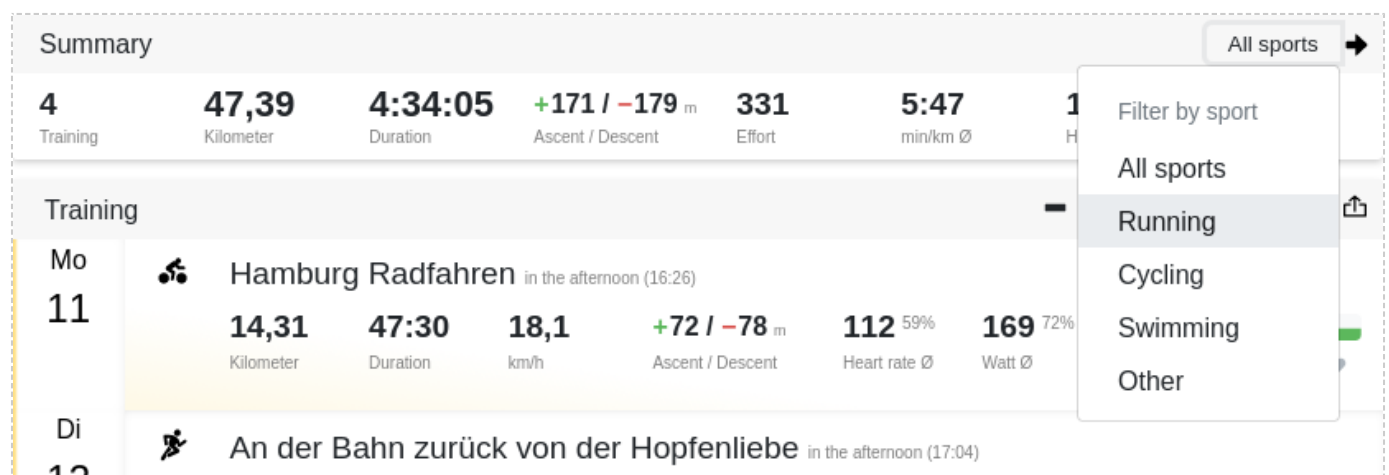 Summary All sports
4 47,39 4:34:05 +171 / −179 m 331 5:47
Training Kilometer Duration Ascent / Descent Effort min/km Ø
Filter by sport
All sports
Running
Cycling
Swimming
Other
Training
Mo
11
Hamburg Radfahren in the afternoon (16:26)
14,31 47:30 18,1 +72 / −78 m 112 59% 169 72%
Kilometer Duration km/h Ascent / Descent Heart rate Ø Watt Ø
Di
An der Bahn zurück von der Hopfenliebe in the afternoon (17:04)